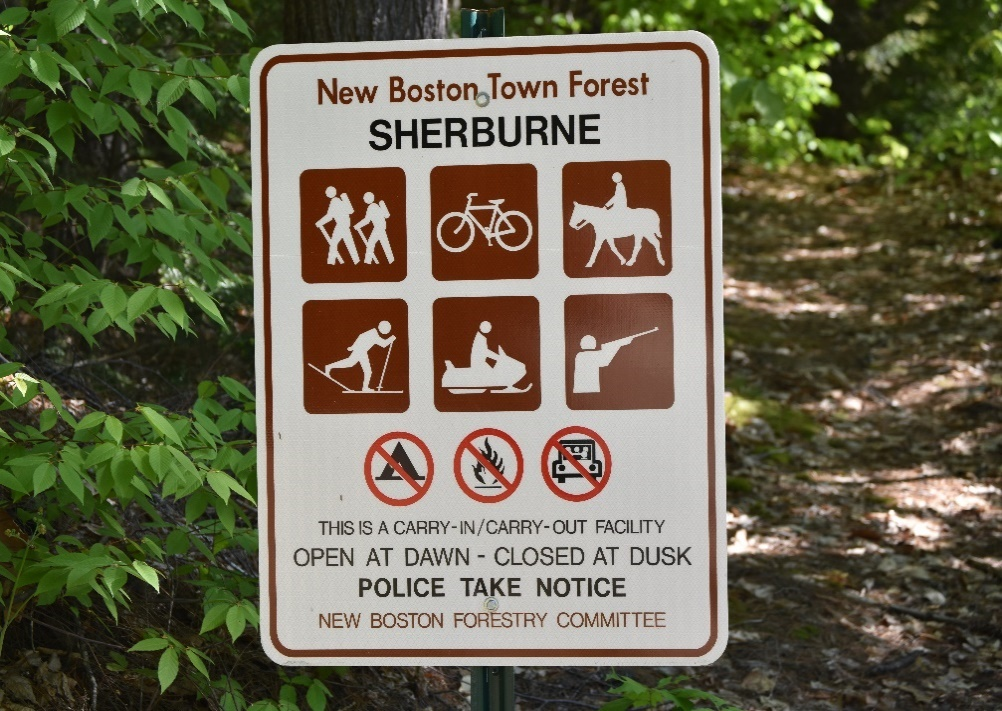 New Boston Town Forest
SHERBURNE
THIS IS A CARRY-IN/CARRY-OUT FACILITY
OPEN AT DAWN - CLOSED AT DUSK
POLICE TAKE NOTICE
NEW BOSTON FORESTRY COMMITTEE